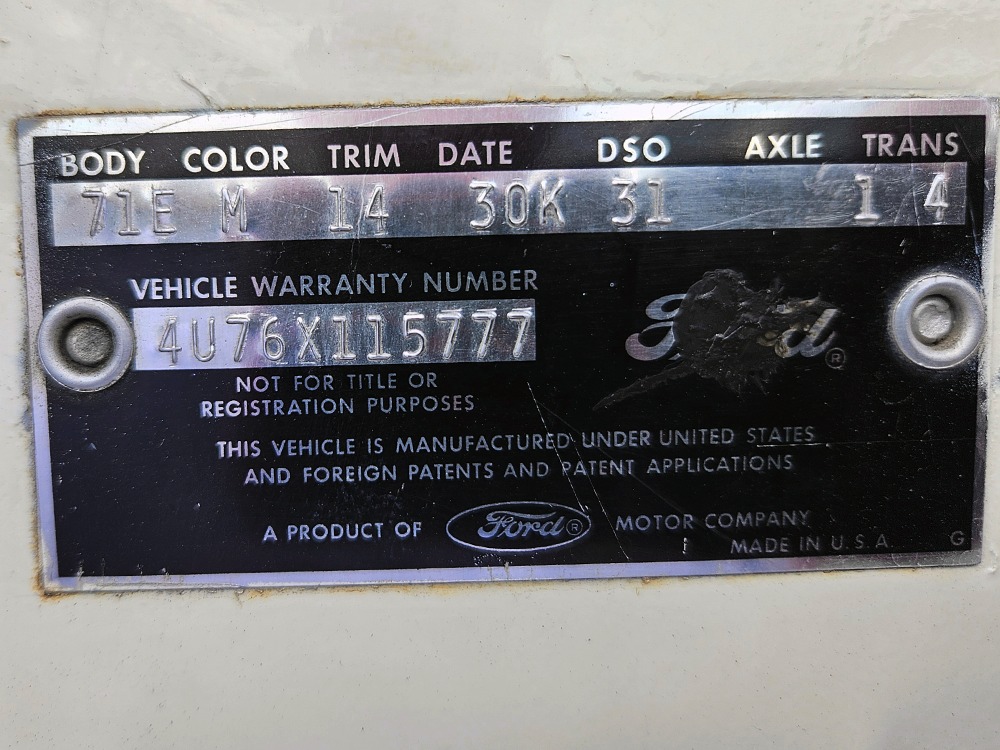 BODY COLOR TRIM DATE DSO AXLE TRANS
71E M 14 30K 31 1 4
VEHICLE WARRANTY NUMBER
4U76X115777
Ford®
NOT FOR TITLE OR
REGISTRATION PURPOSES
THIS VEHICLE IS MANUFACTURED UNDER UNITED STATES
AND FOREIGN PATENTS AND PATENT APPLICATIONS
A PRODUCT OF Ford® MOTOR COMPANY
MADE IN U.S.A. G